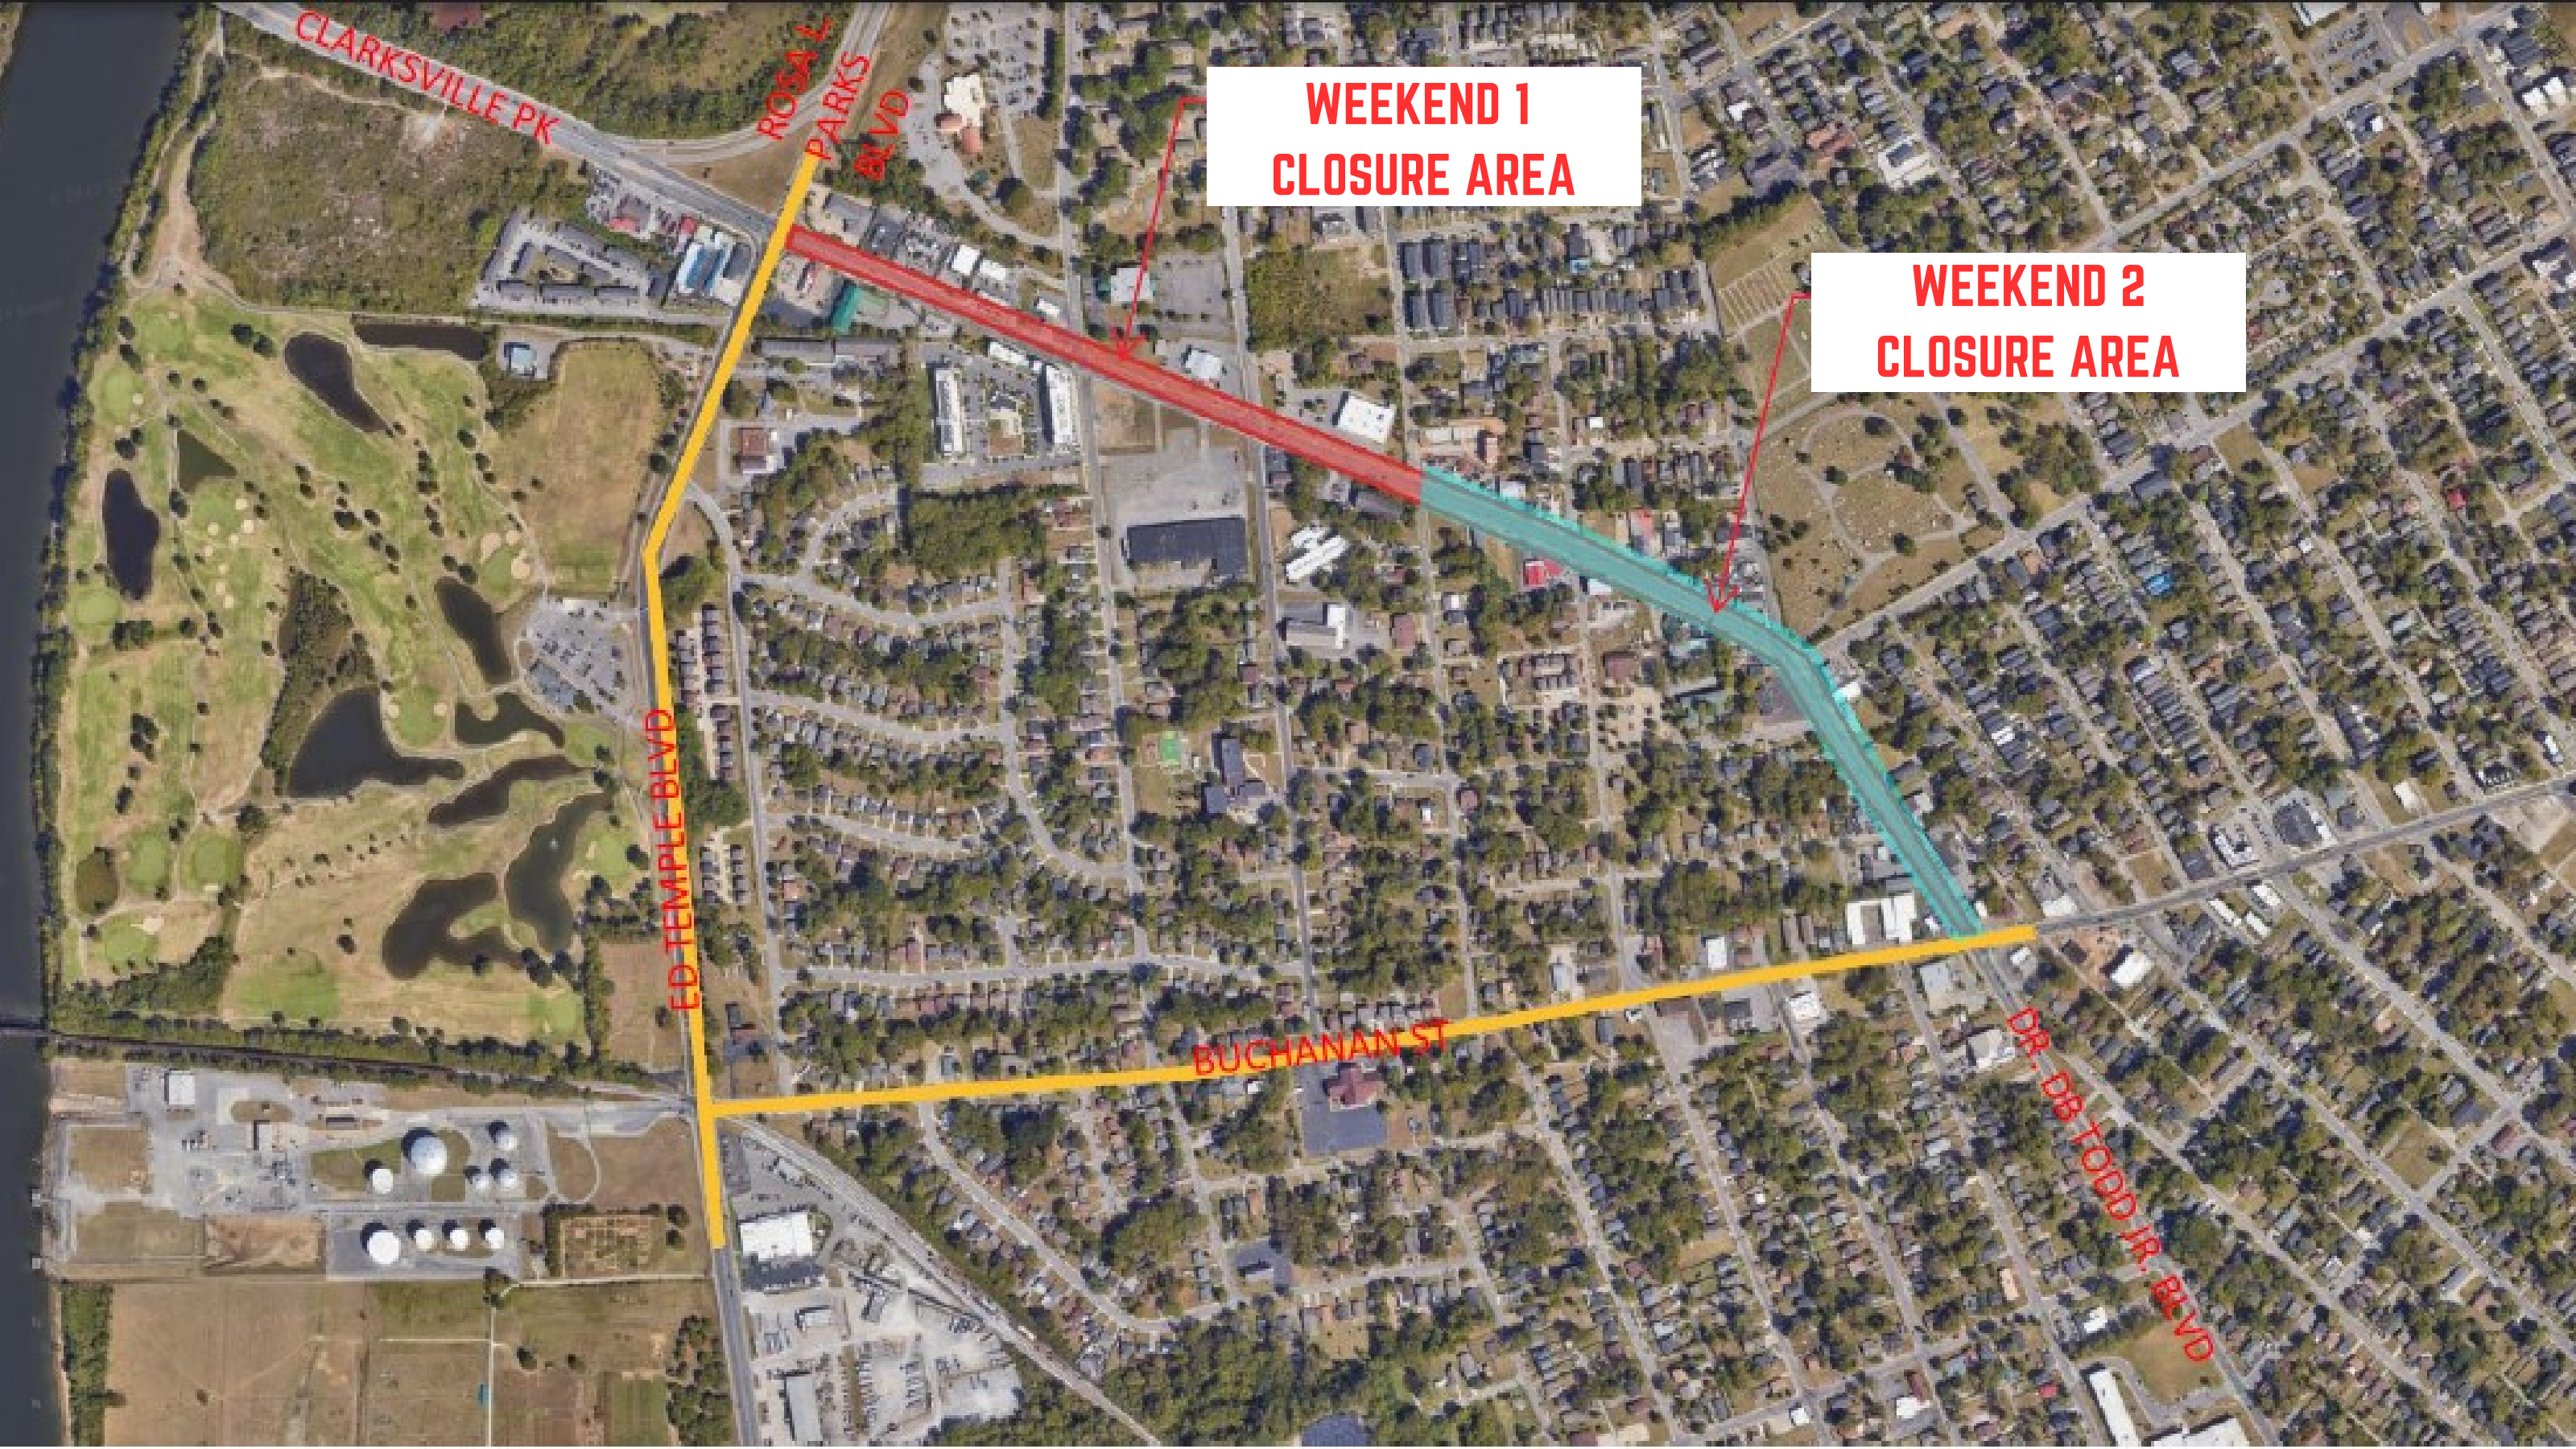 CLARKSVILLE PK
ROSA L
PARKS
BLVD
WEEKEND 1
CLOSURE AREA
WEEKEND 2
CLOSURE AREA
ED TEMPLE BLVD
BUCHANAN ST
DR. DB TODD JR. BLVD